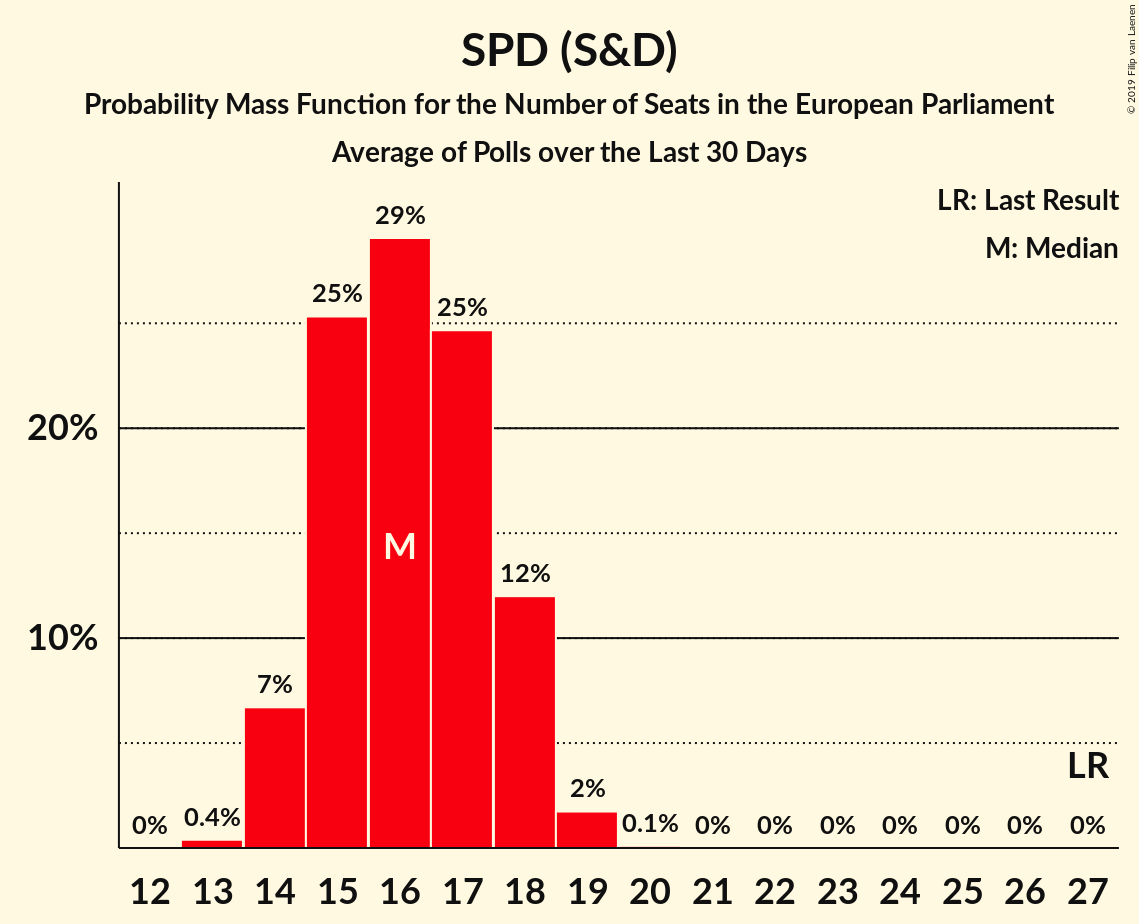 SPD (S&D)
Probability Mass Function for the Number of Seats in the European Parliament
Average of Polls over the Last 30 Days
© 2019 Filip van Laenen
LR: Last Result
M: Median
29%
25%
25%
20%
M
12%
10%
7%
LR
2%
0%
0.4%
0.1%
0%
0%
0%
0%
0%
0%
0%
12 13 14 15 16 17 18 19 20 21 22 23 24 25 26 27